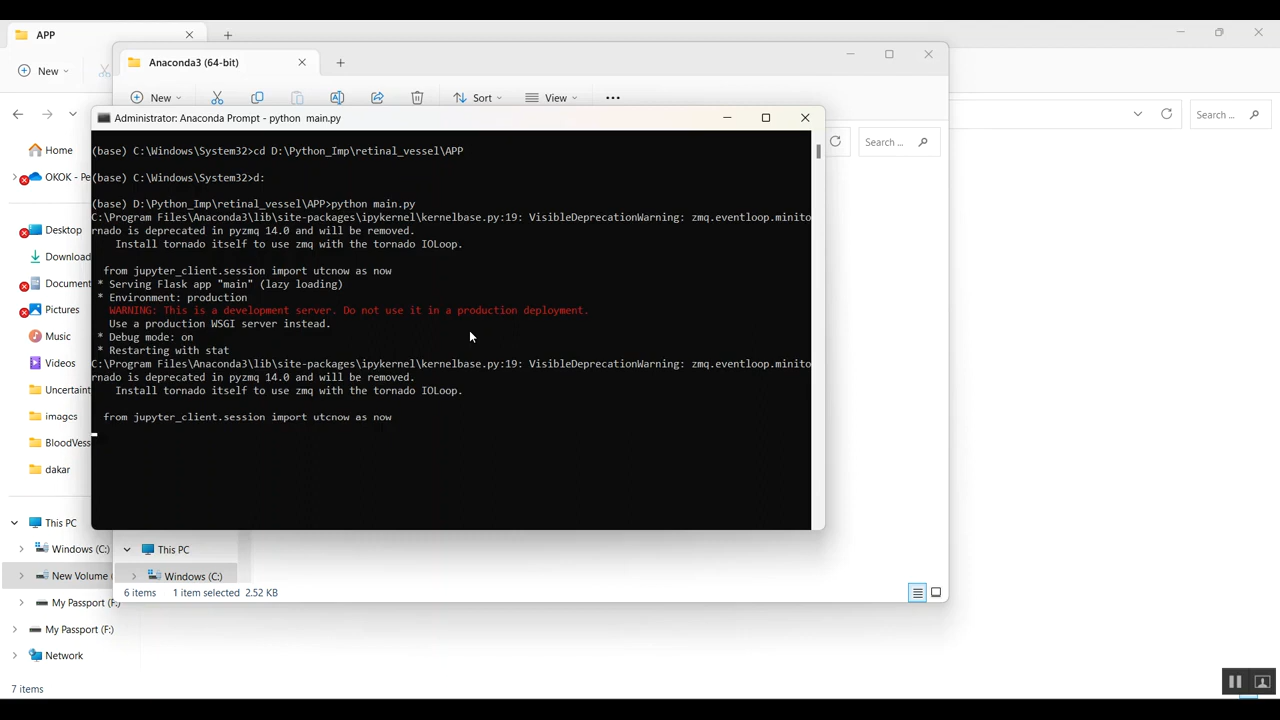 APP
Anaconda3 (64-bit)
New
New
Sort
View
Administrator: Anaconda Prompt - python  main.py
Search ...
Search ...
(base) C:\Windows\System32>cd D:\Python_Imp\retinal_vessel\APP
(base) C:\Windows\System32>d:
(base) D:\Python_Imp\retinal_vessel\APP>python main.py
C:\Program Files\Anaconda3\lib\site-packages\ipykernel\kernelbase.py:19: VisibleDeprecationWarning: zmq.eventloop.minito
rnado is deprecated in pyzmq 14.0 and will be removed.
Install tornado itself to use zmq with the tornado IOLoop.
from jupyter_client.session import utcnow as now
* Serving Flask app "main" (lazy loading)
* Environment: production
WARNING: This is a development server. Do not use it in a production deployment.
Use a production WSGI server instead.
* Debug mode: on
* Restarting with stat
C:\Program Files\Anaconda3\lib\site-packages\ipykernel\kernelbase.py:19: VisibleDeprecationWarning: zmq.eventloop.minito
rnado is deprecated in pyzmq 14.0 and will be removed.
Install tornado itself to use zmq with the tornado IOLoop.
from jupyter_client.session import utcnow as now
Home
OKOK - Pe
Desktop
Download
Document
Pictures
Music
Videos
Uncertaint
images
BloodVess
dakar
This PC
Windows (C:)
New Volume (
My Passport (F:)
My Passport (F:)
Network
7 items
This PC
Windows (C:)
6 items
1 item selected  2.52 KB